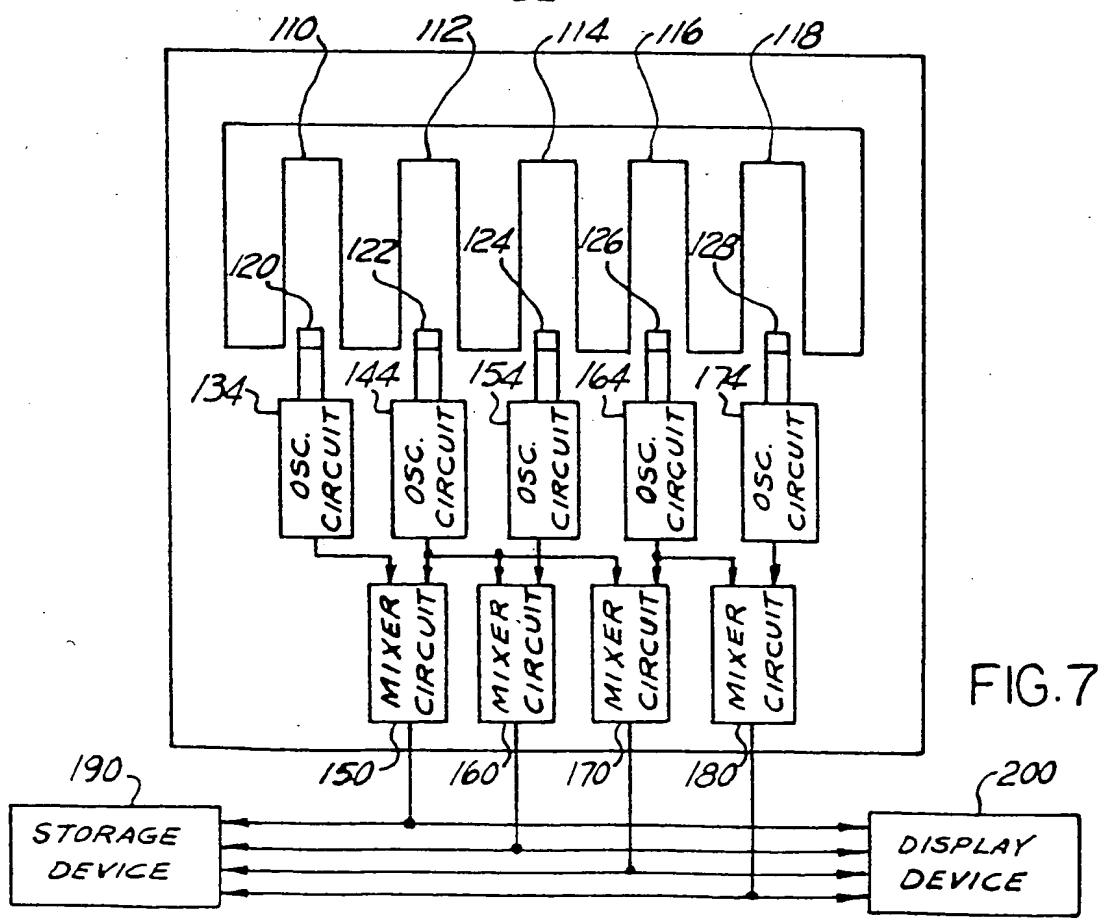 110 112 114 116 118
120 122 124 126 128
134 144 154 164 174
OSC. CIRCUIT
OSC. CIRCUIT
OSC. CIRCUIT
OSC. CIRCUIT
OSC. CIRCUIT
MIXER CIRCUIT
MIXER CIRCUIT
MIXER CIRCUIT
MIXER CIRCUIT
FIG.7
150 160 170 180
190
200
STORAGE
DEVICE
DISPLAY
DEVICE